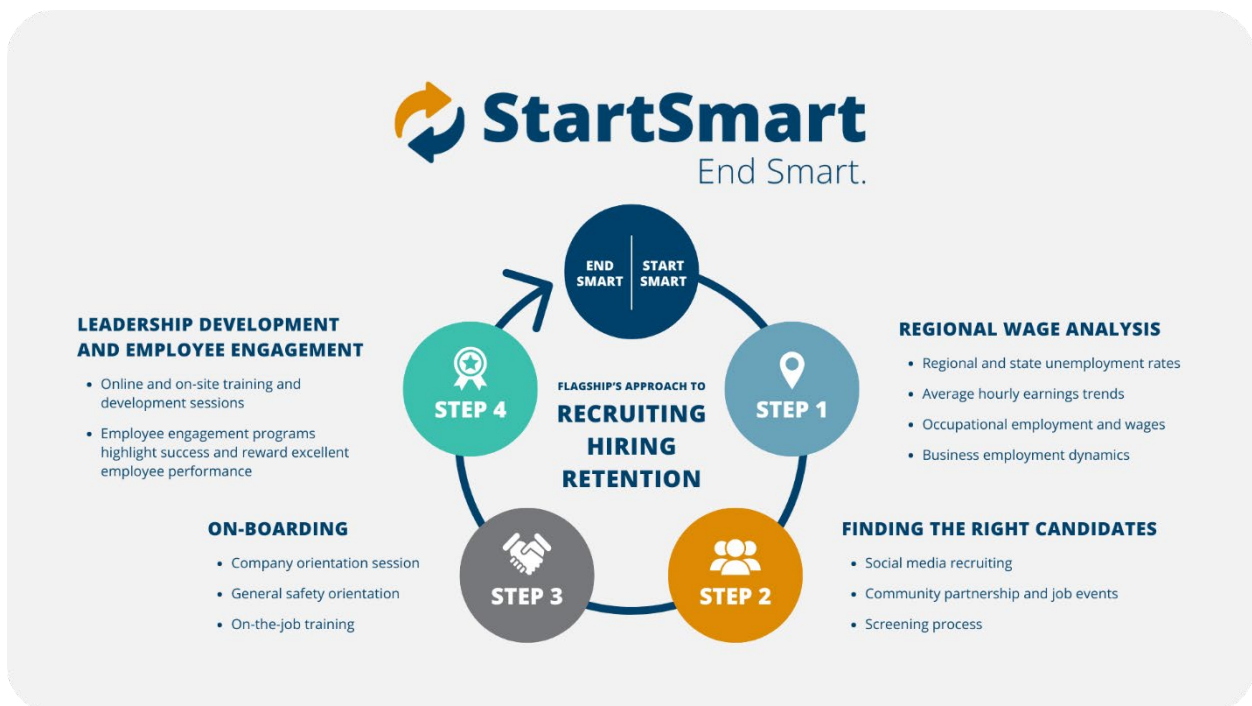 StartSmart
End Smart.
END
SMART
START
SMART
STEP 1
REGIONAL WAGE ANALYSIS
• Regional and state unemployment rates
• Average hourly earnings trends
• Occupational employment and wages
• Business employment dynamics
STEP 2
FINDING THE RIGHT CANDIDATES
• Social media recruiting
• Community partnership and job events
• Screening process
STEP 3
ON-BOARDING
• Company orientation session
• General safety orientation
• On-the-job training
STEP 4
LEADERSHIP DEVELOPMENT
AND EMPLOYEE ENGAGEMENT
• Online and on-site training and
development sessions
• Employee engagement programs
highlight success and reward excellent
employee performance
FLAGSHIP'S APPROACH TO
RECRUITING
HIRING
RETENTION